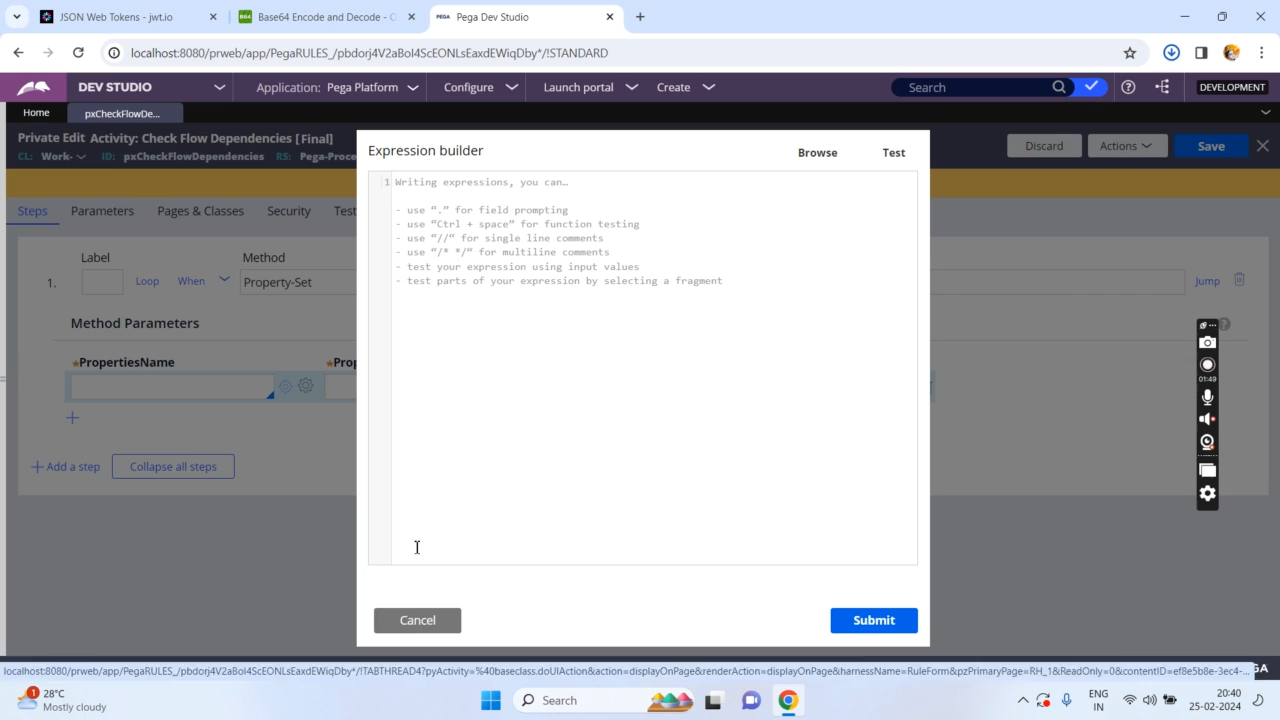 JSON Web Tokens - jwt.io
BG4 Base64 Encode and Decode - O
PEGA Pega Dev Studio
localhost:8080/prweb/app/PegaRULES_/pbdorj4V2aBoI4ScEONLsEaxdEWiqDby*/!STANDARD
DEV STUDIO Application: Pega Platform Configure Launch portal Create Search DEVELOPMENT
Home pxCheckFlowDe...
Private Edit Activity: Check Flow Dependencies [Final]
CL: Work- ID: pxCheckFlowDependencies RS: Pega-Proce
Discard Actions Save
Steps Parameters Pages & Classes Security Test
Label Method
1. Loop When Property-Set Jump
Method Parameters
*PropertiesName *Prop
+ Add a step Collapse all steps
Expression builder Browse Test
1 Writing expressions, you can…
- use “.” for field prompting
- use “Ctrl + space” for function testing
- use “//“ for single line comments
- use “/* */“ for multiline comments
- test your expression using input values
- test parts of your expression by selecting a fragment
Cancel Submit
01:49
localhost:8080/prweb/app/PegaRULES_/pbdorj4V2aBoI4ScEONLsEaxdEWiqDby*/!TABTHREAD4?pyActivity=%40baseclass.doUIAction&action=displayOnPage&renderAction=displayOnPage&harnessName=RuleForm&pzPrimaryPage=RH_1&ReadOnly=0&contentID=ef8e5b8e-3ec4-...
GA
1 28°C
Mostly cloudy
Search
ENG
IN
20:40
25-02-2024